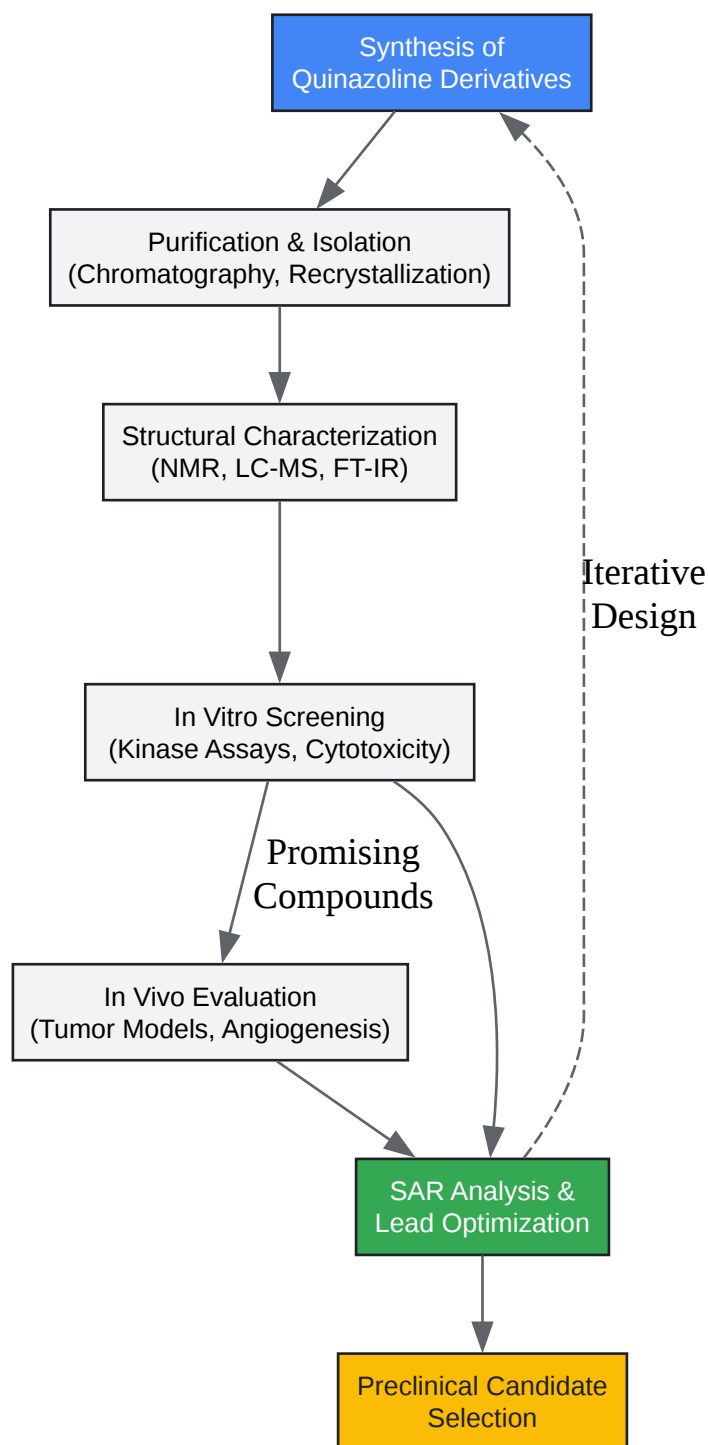 Synthesis of
Quinazoline Derivatives
Purification & Isolation
(Chromatography, Recrystallization)
Structural Characterization
(NMR, LC-MS, FT-IR)
Iterative
Design
In Vitro Screening
(Kinase Assays, Cytotoxicity)
Promising
Compounds
In Vivo Evaluation
(Tumor Models, Angiogenesis)
SAR Analysis &
Lead Optimization
Preclinical Candidate
Selection